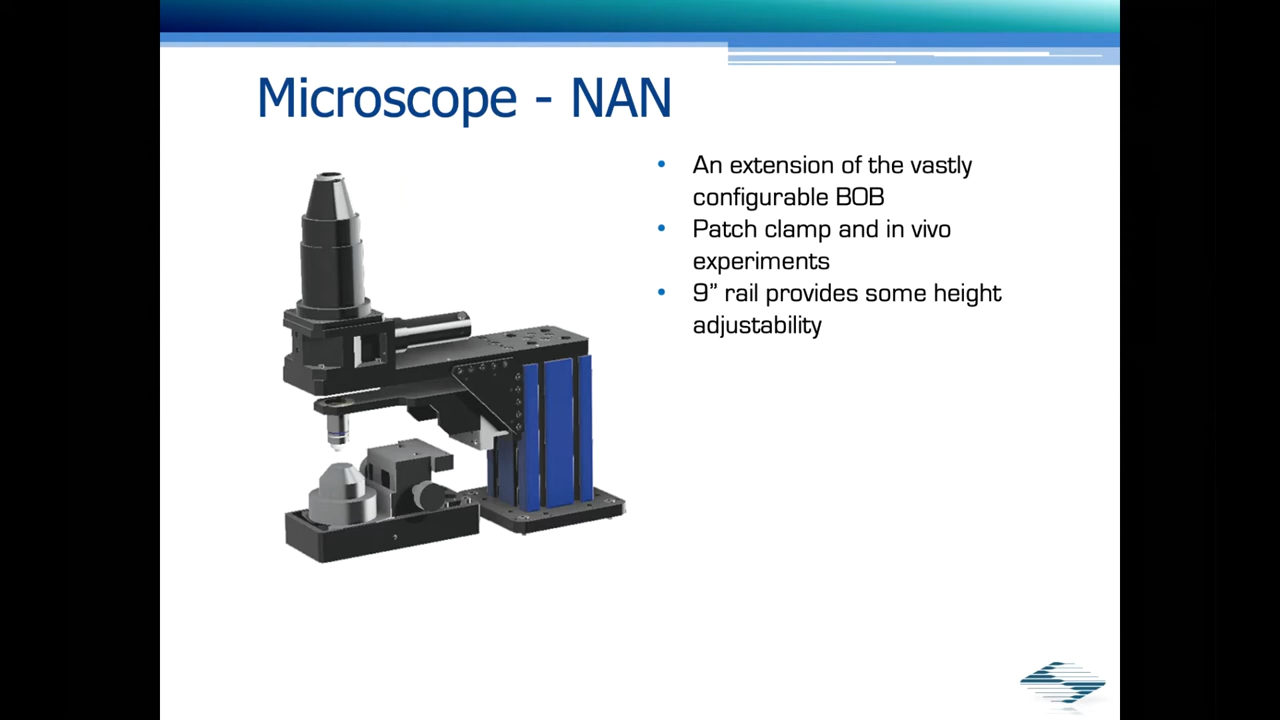 Microscope - NAN
• An extension of the vastly
configurable BOB
• Patch clamp and in vivo
experiments
• 9” rail provides some height
adjustability